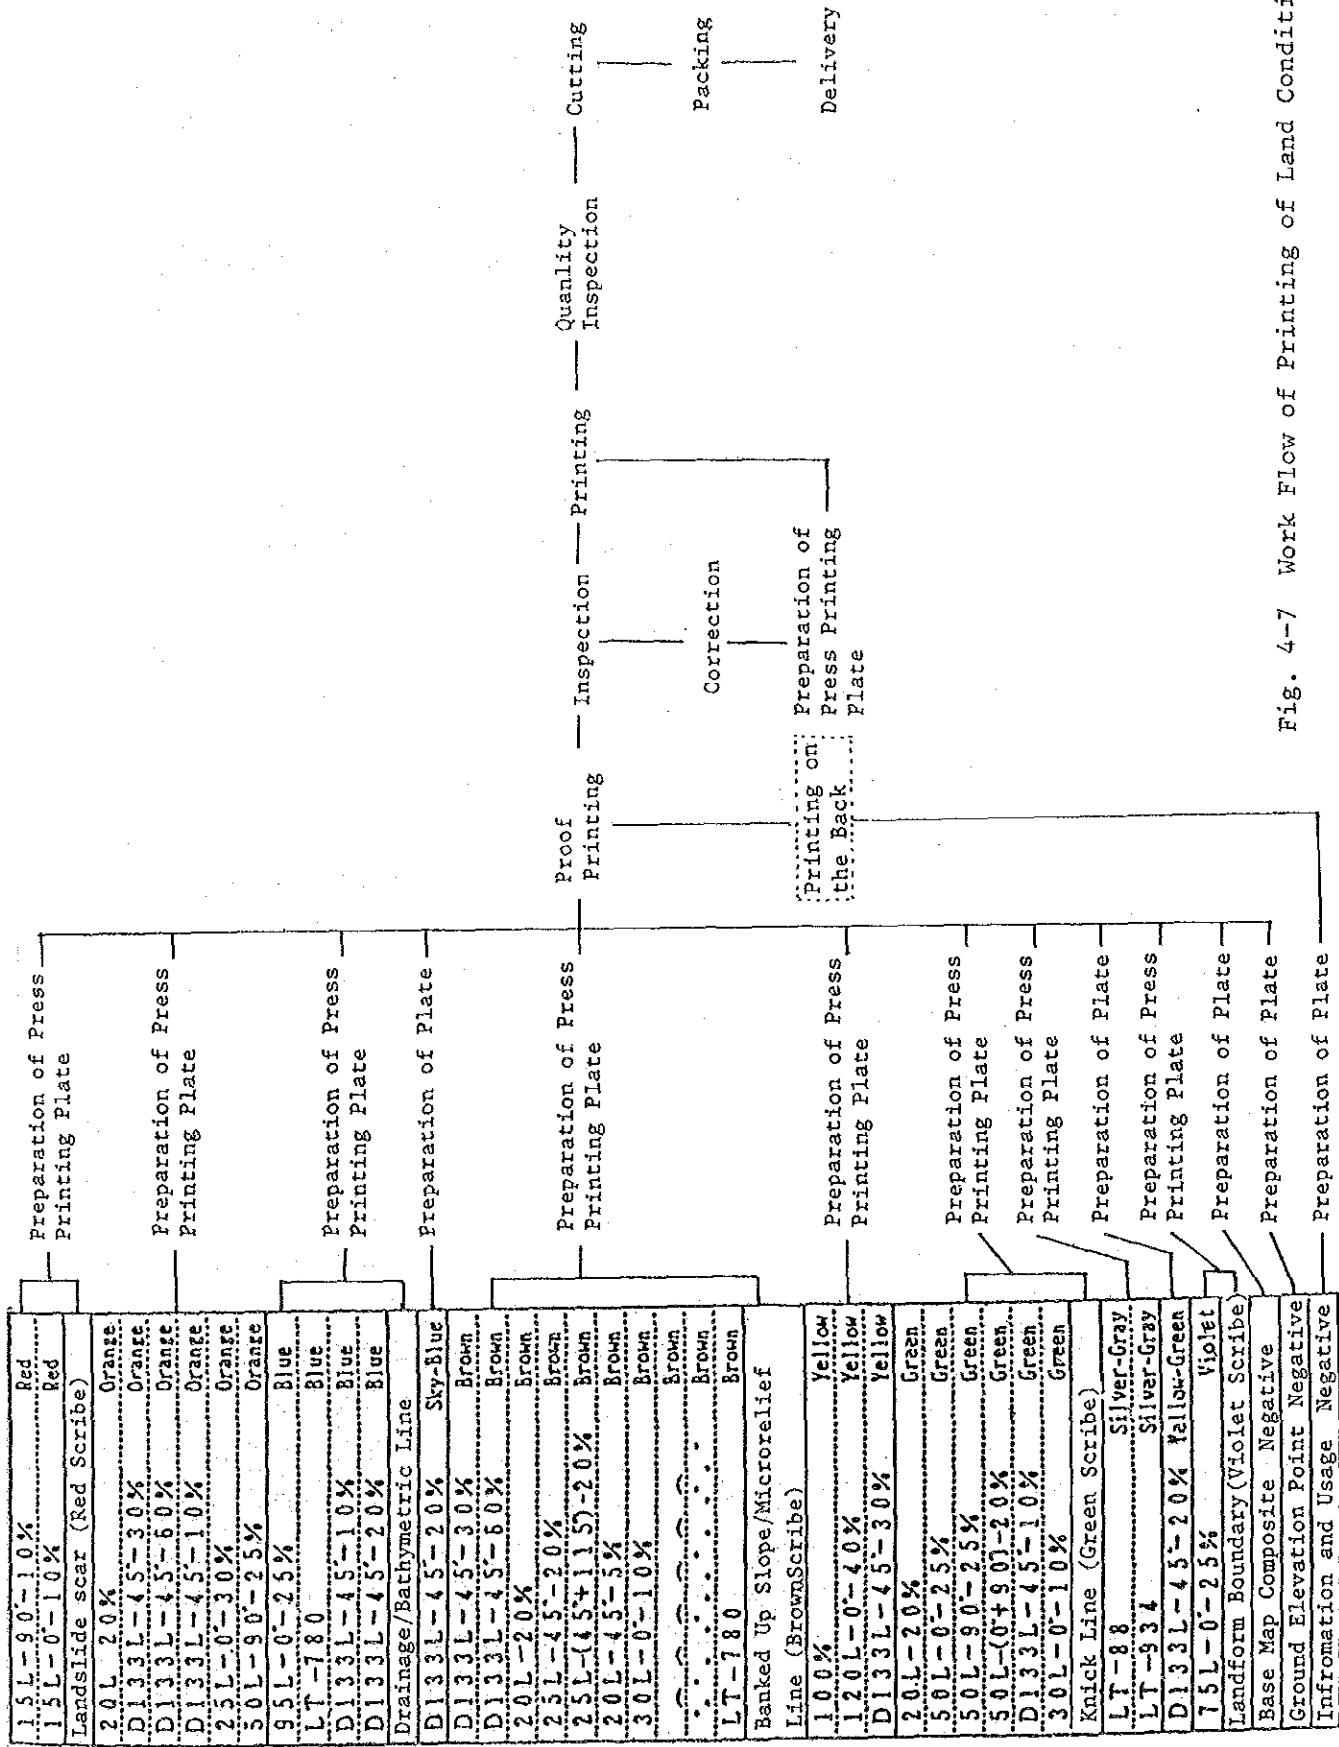 15L-90°-10% Red
15L-0°-10% Red
Landslide scar (Red Scribe)
20L 20% Orange
D133L-45°-30% Orange
D133L-45°-60% Orange
D133L-45°-10% Orange
25L-0°-30% Orange
50L-90°-25% Orange
95L-0°-25% Blue
LT-780 Blue
D133L-45°-10% Blue
D133L-45°-20% Blue
Drainage/Bathymetric Line
D133L-45°-20% Sky-Blue
D133L-45°-30% Brown
D133L-45°-60% Brown
20L-20% Brown
25L-45°-20% Brown
25L-(45°+115)-20% Brown
20L-45°-5% Brown
30L-0°-10% Brown
Brown
Brown
LT-780 Brown
Banked Up Slope/Microrelief
Line (BrownScribe)
100% Yellow
120L-0°-40% Yellow
D133L-45°-30% Yellow
20L-20% Green
50L-0°-25% Green
50L-90°-25% Green
50L-(0°+90)-20% Green
D133L-45°-10% Green
30L-0°-10% Green
Knick Line (Green Scribe)
LT-88 Silver-Gray
LT-934 Silver-Gray
D133L-45°-20% Yellow-Green
75L-0°-25% Violet
Landform Boundary(Violet Scribe)
Base Map Composite Negative
Ground Elevation Point Negative
Infromation and Usage Negative
Preparation of Press
Printing Plate
Preparation of Press
Printing Plate
Preparation of Press
Printing Plate
Preparation of Plate
Preparation of Press
Printing Plate
Preparation of Press
Printing Plate
Preparation of Press
Printing Plate
Preparation of Press
Printing Plate
Preparation of Plate
Preparation of Press
Printing Plate
Preparation of Plate
Preparation of Plate
Preparation of Plate
Proof
Printing
Printing on
the Back
Inspection
Correction
Preparation of
Press Printing
Plate
Printing
Quanlity
Inspection
Cutting
Packing
Delivery
Fig. 4-7 Work Flow of Printing of Land Conditi